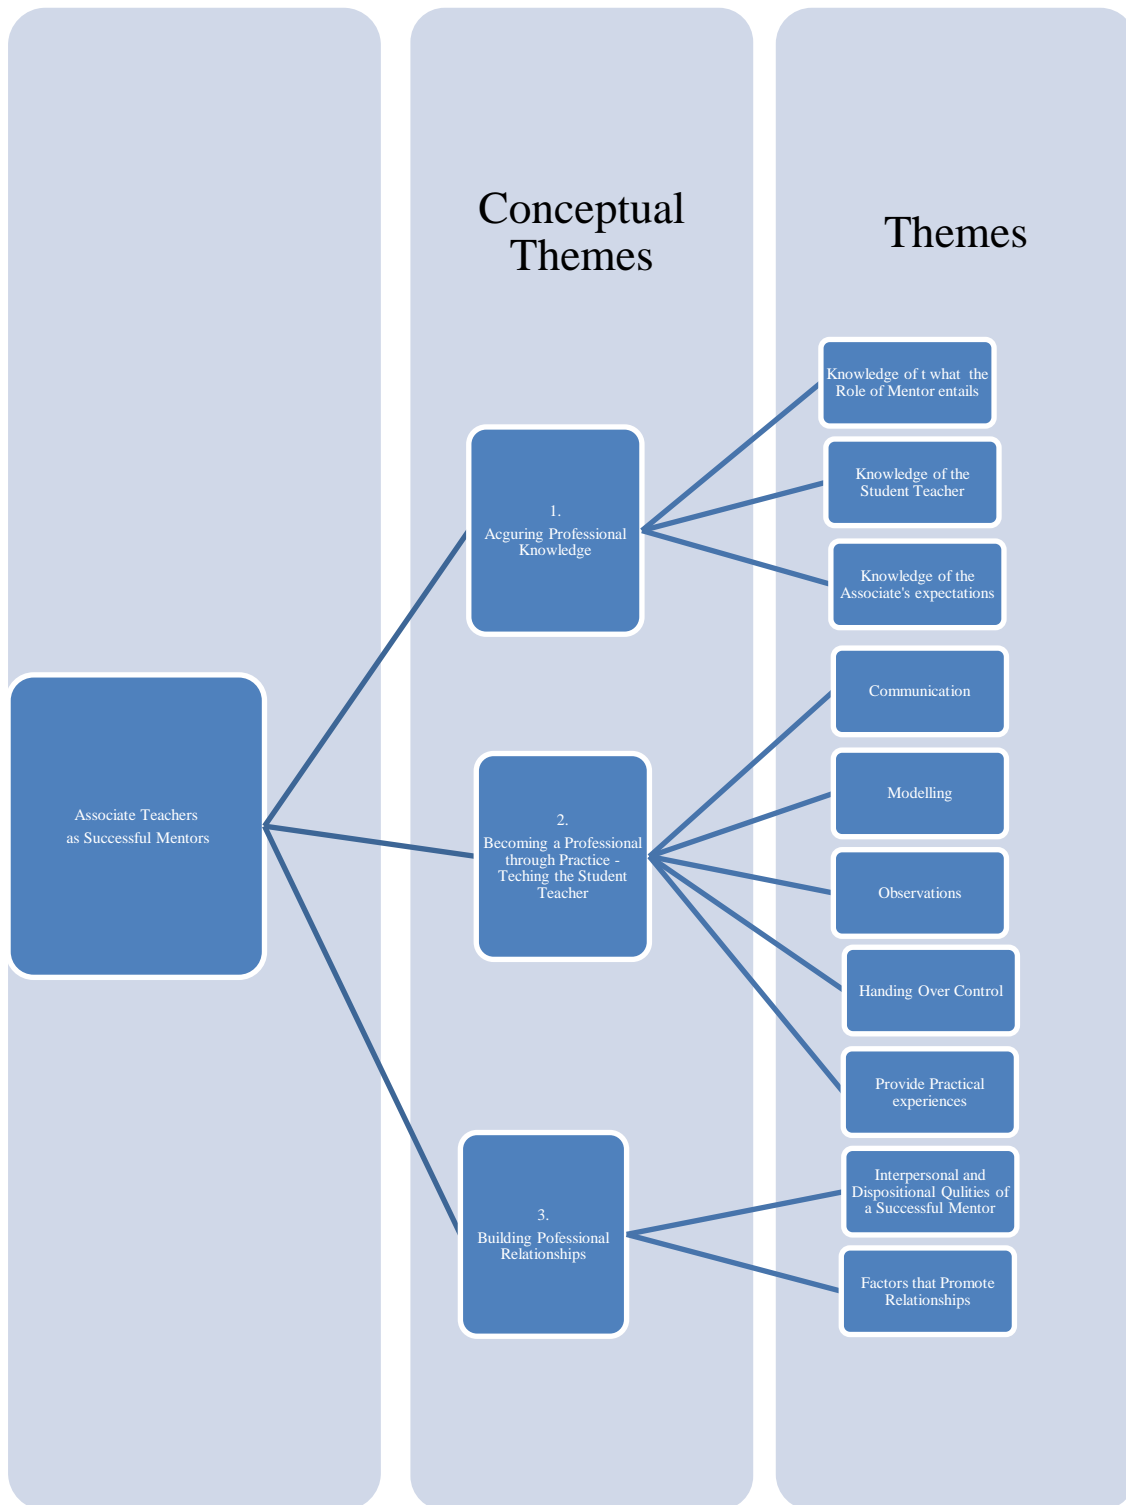 Conceptual
Themes
Themes
Associate Teachers
as Successful Mentors
1.
Acguring Professional
Knowledge
Knowledge of t what  the
Role of Mentor entails
Knowledge of the
Student Teacher
Knowledge of the
Associate's expectations
2.
Becoming a Professional
through Practice -
Teching the Student
Teacher
Communication
Modelling
Observations
Handing Over Control
Provide Practical
experiences
3.
Building Pofessional
Relationships
Interpersonal and
Dispositional Qulities of
a Successful Mentor
Factors that Promote
Relationships